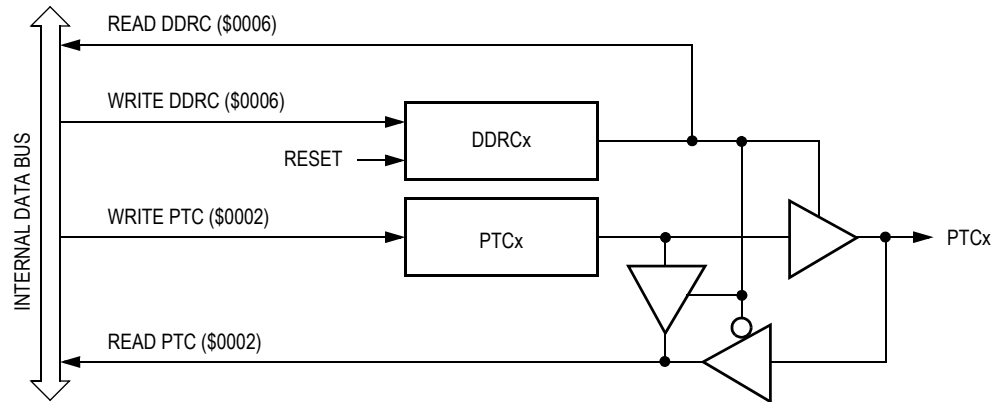 READ DDRC ($0006)
WRITE DDRC ($0006)
DDRCx
RESET
WRITE PTC ($0002)
PTCx
PTCx
INTERNAL DATA BUS
READ PTC ($0002)